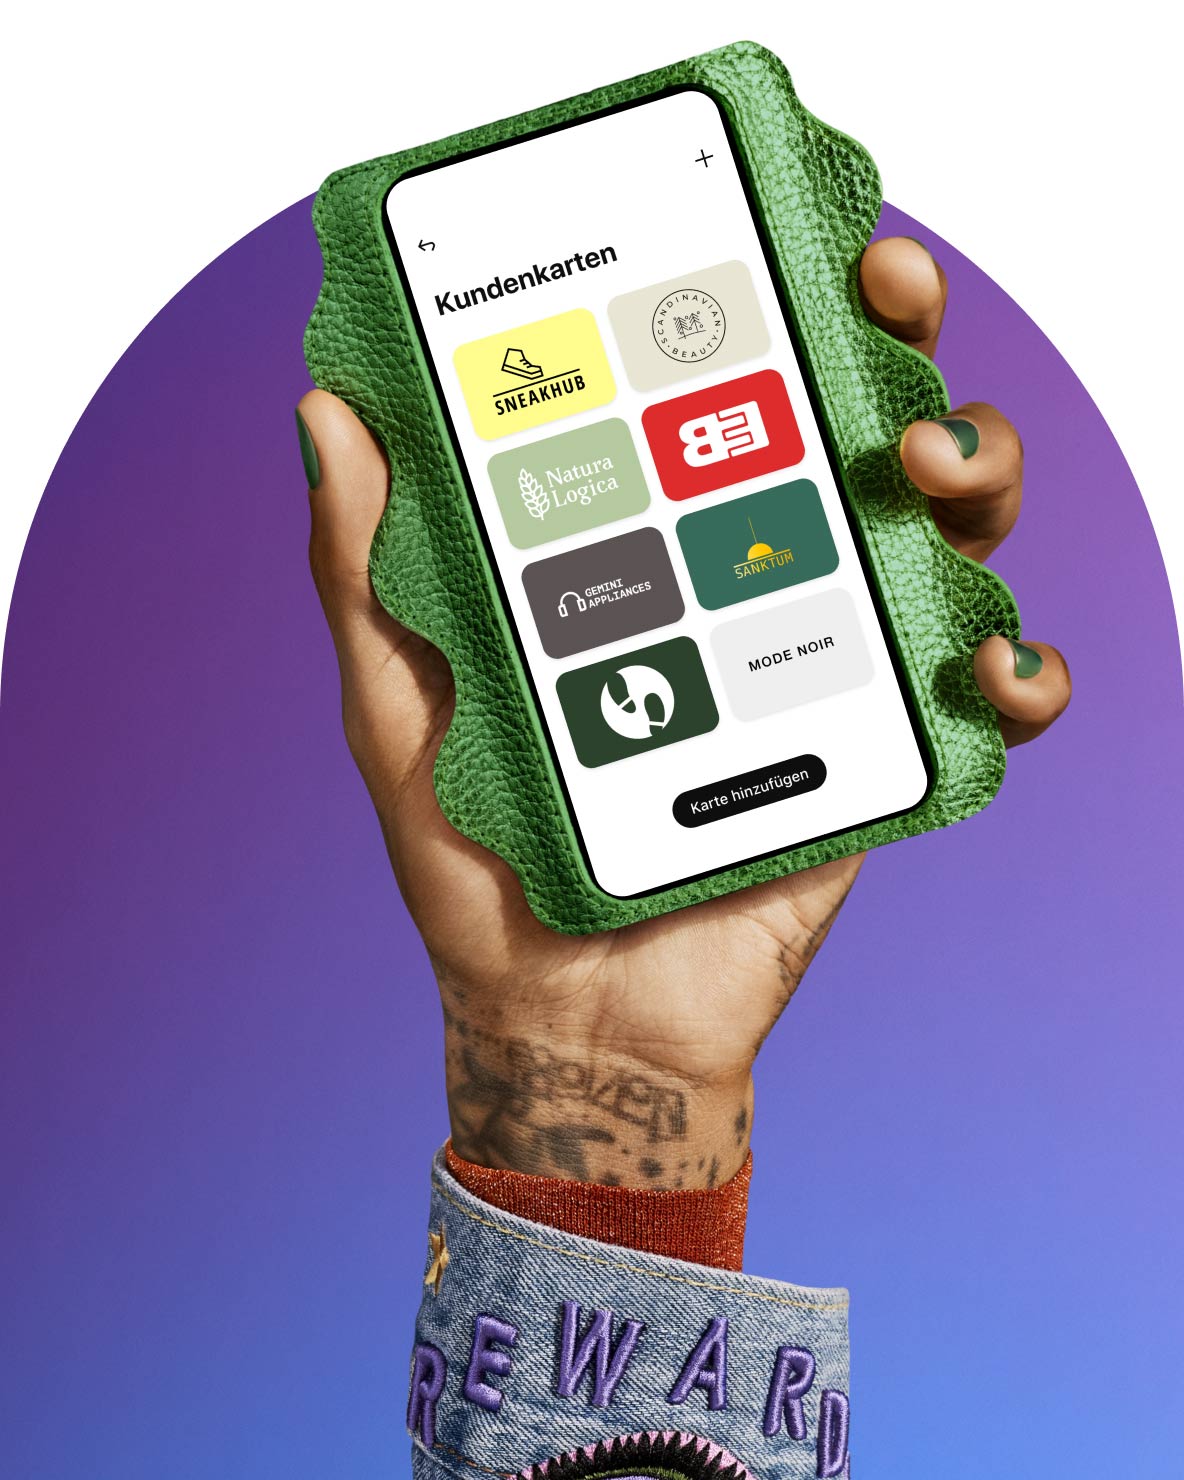 Kundenkarten
SNEAKHUB
SCANDINAVIAN
BEAUTY
Natura
Logica
GEMINI
APPLIANCES
SANKTUM
MODE NOIR
Karte hinzufügen
REWARD